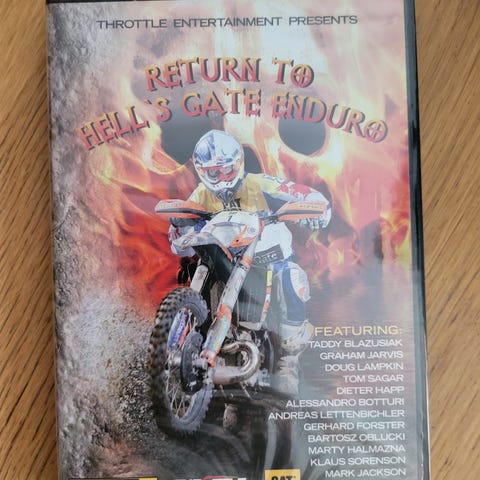 THROTTLE ENTERTAINMENT PRESENTS
RETURN TO
HELL'S GATE ENDURO
FEATURING:
TADDY BLAZUSIAK
GRAHAM JARVIS
DOUG LAMPKIN
TOM SAGAR
DIETER HAPP
ALESSANDRO BOTTURI
ANDREAS LETTENBICHLER
GERHARD FORSTER
BARTOSZ OBLUCKI
MARTY HALMAZNA
KLAUS SORENSON
MARK JACKSON
CAT